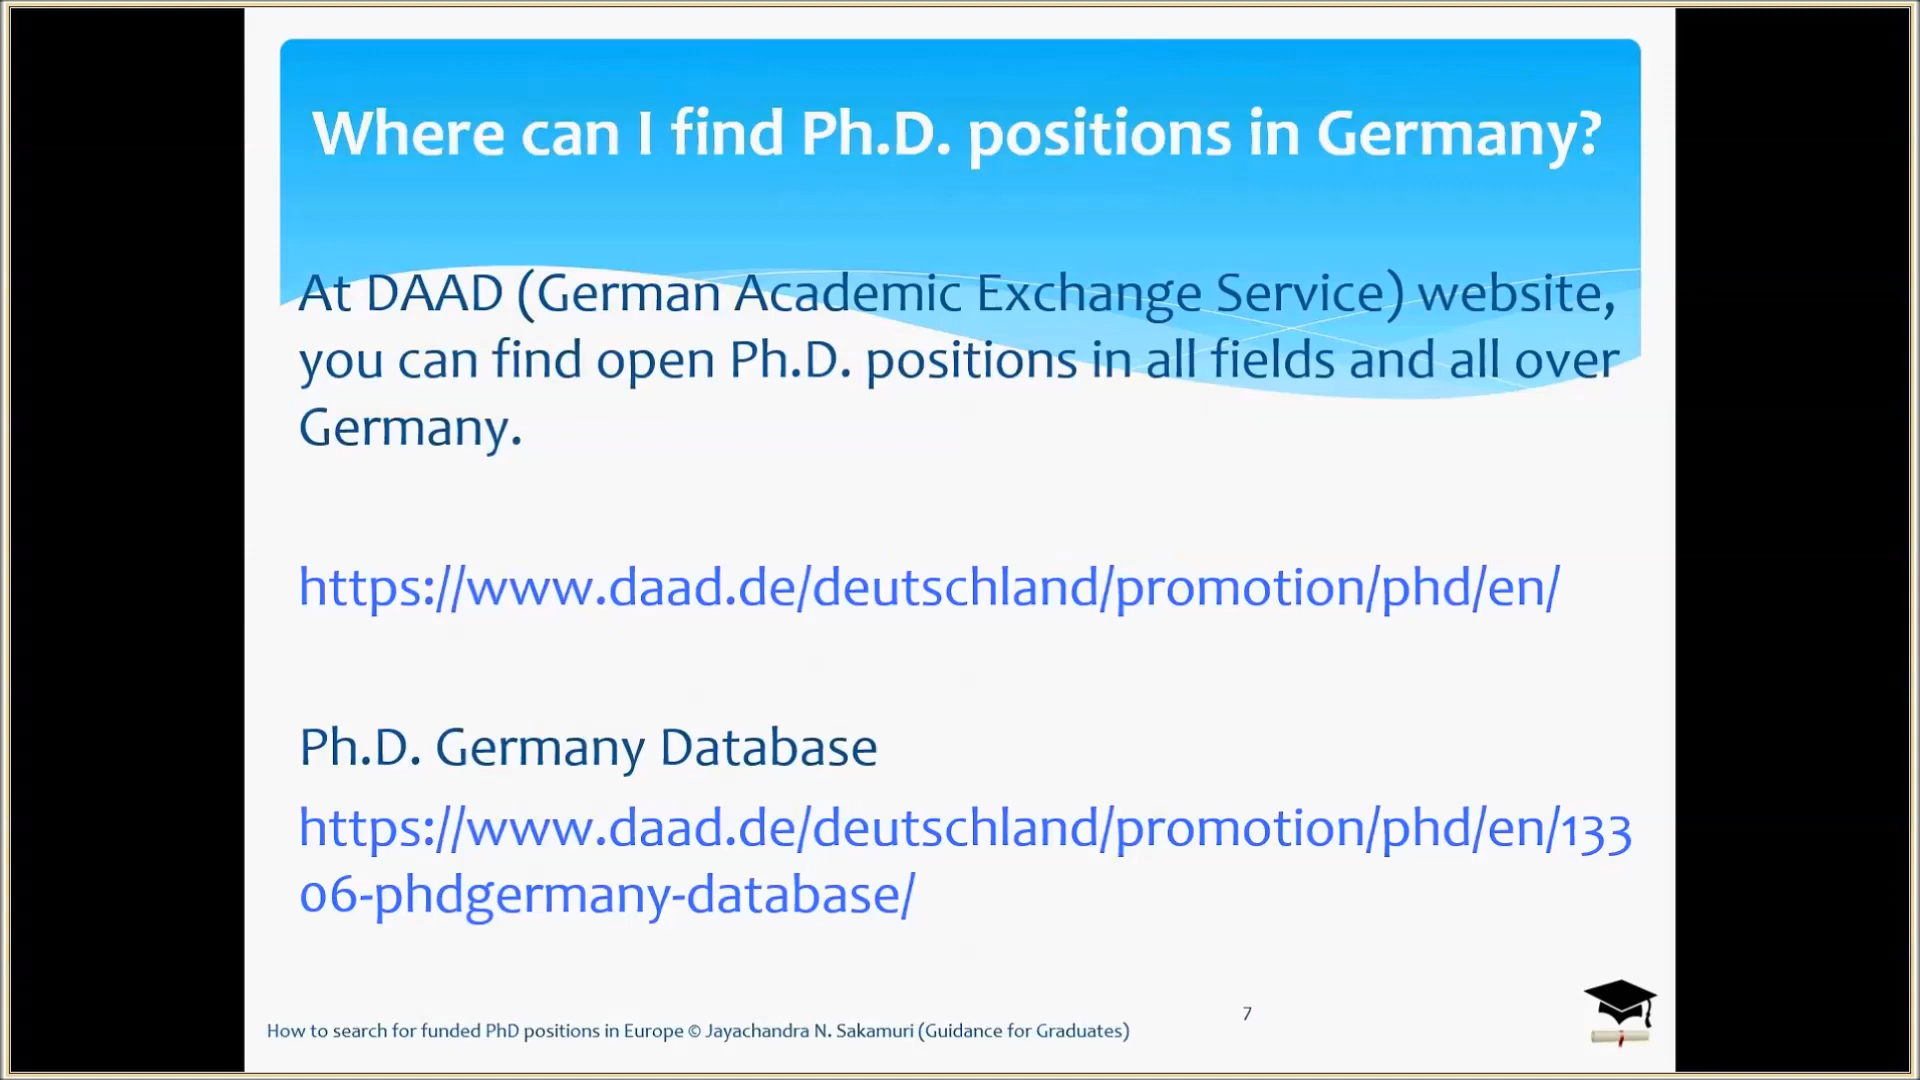 Where can I find Ph.D. positions in Germany?
At DAAD (German Academic Exchange Service) website,
you can find open Ph.D. positions in all fields and all over
Germany.
https://www.daad.de/deutschland/promotion/phd/en/
Ph.D. Germany Database
https://www.daad.de/deutschland/promotion/phd/en/133
06-phdgermany-database/
7
How to search for funded PhD positions in Europe © Jayachandra N. Sakamuri (Guidance for Graduates)